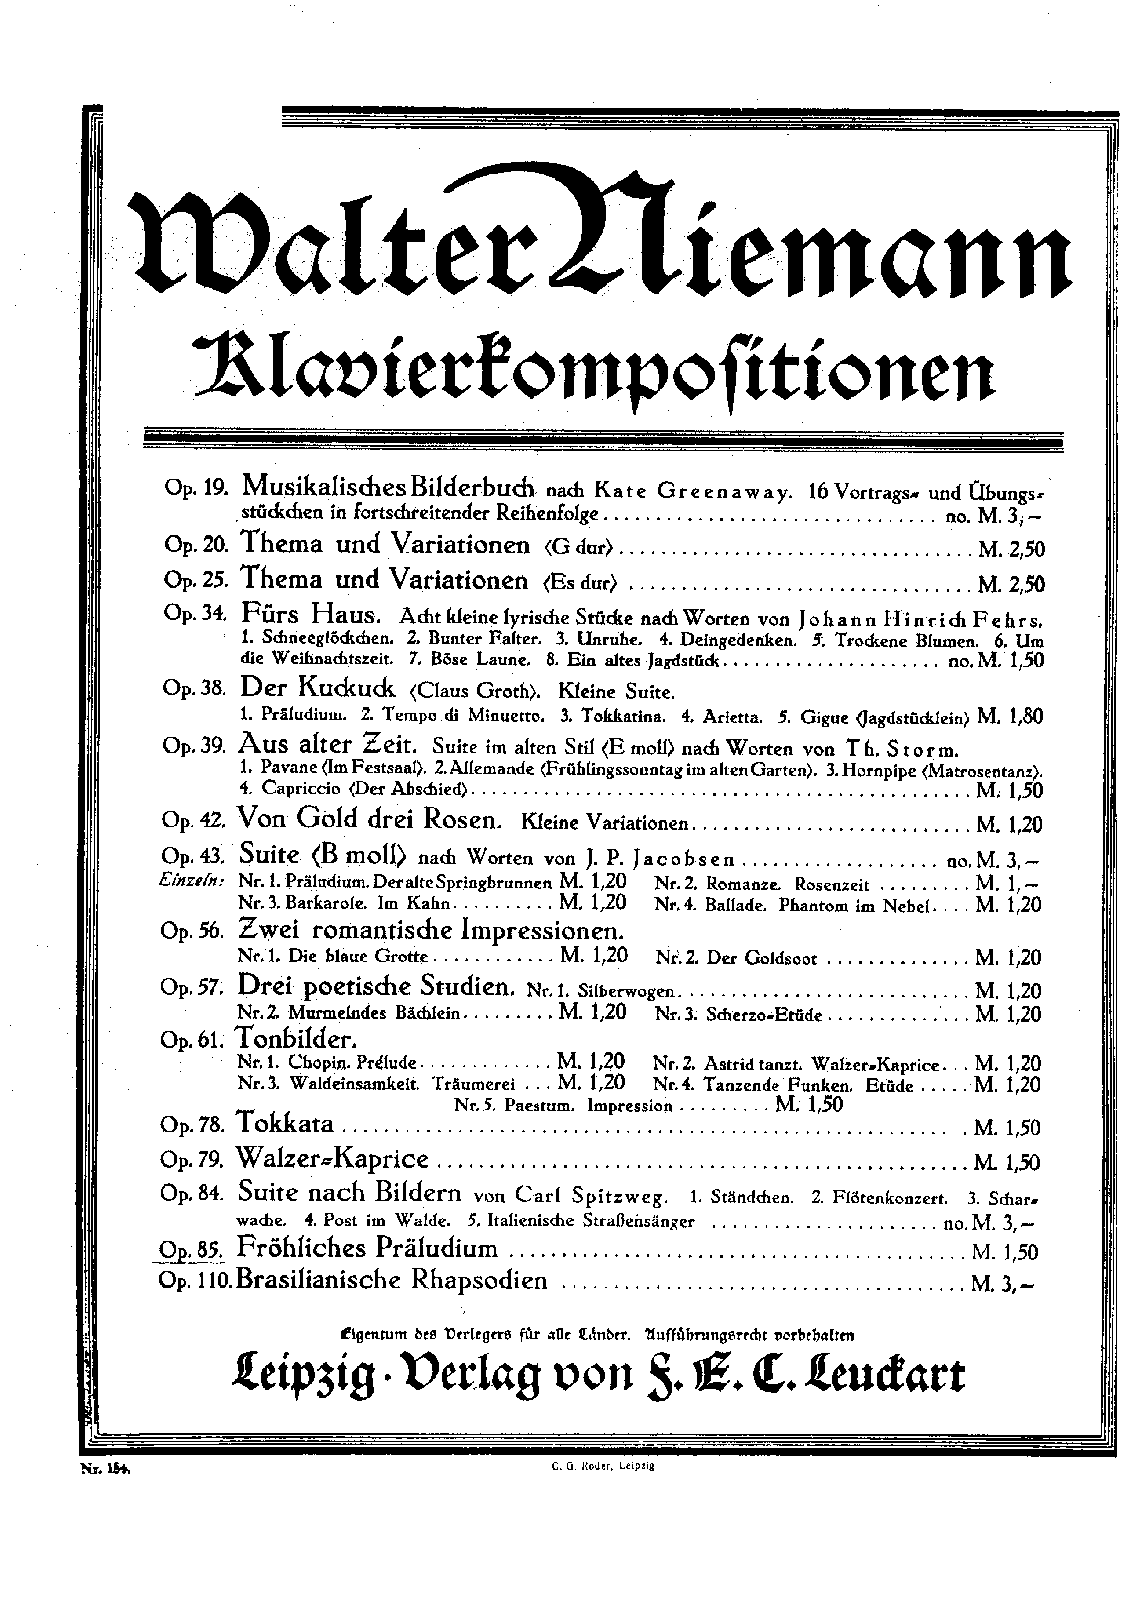 Walter Niemann
Klavierkompositionen
Op. 19. Musikalisches Bilderbuch nach Kate Greenaway. 16 Vortrags- und Übungs-
stückchen in fortschreitender Reihenfolge ............................... no. M. 3,–
Op. 20. Thema und Variationen (G dur) .................................. M. 2,50
Op. 25. Thema und Variationen (Es dur) ................................. M. 2,50
Op. 34. Fürs Haus. Acht kleine lyrische Stücke nach Worten von Johann Hinrich Fehrs.
1. Schneeglöckchen. 2. Bunter Falter. 3. Unruhe. 4. Deingedenken. 5. Trockene Blumen. 6. Um
die Weihnachtszeit. 7. Böse Laune. 8. Ein altes Jagdstück ..................... no. M. 1,50
Op. 38. Der Kuckuck (Claus Groth). Kleine Suite.
1. Präludium. 2. Tempo di Minuetto. 3. Tokkatina. 4. Arietta. 5. Gigue (Jagdstücklein) M. 1,80
Op. 39. Aus alter Zeit. Suite im alten Stil (E moll) nach Worten von Th. Storm.
1. Pavane (Im Festsaal). 2. Allemande (Frühlingssonntag im alten Garten). 3. Hornpipe (Matrosentanz).
4. Capriccio (Der Abschied) ................................................ M. 1,50
Op. 42. Von Gold drei Rosen. Kleine Variationen ........................... M. 1,20
Op. 43. Suite (B moll) nach Worten von J. P. Jacobsen ................... no. M. 3,–
Einzeln: Nr. 1. Präludium. Der alte Springbrunnen M. 1,20 Nr. 2. Romanze. Rosenzeit ......... M. 1,–
Nr. 3. Barkarole. Im Kahn .......... M. 1,20 Nr. 4. Ballade. Phantom im Nebel .... M. 1,20
Op. 56. Zwei romantische Impressionen.
Nr. 1. Die blaue Grotte ............ M. 1,20 Nr. 2. Der Goldsoot .............. M. 1,20
Op. 57. Drei poetische Studien. Nr. 1. Silberwogen ............................ M. 1,20
Nr. 2. Murmelndes Bächlein ......... M. 1,20 Nr. 3. Scherzo-Etüde .............. M. 1,20
Op. 61. Tonbilder.
Nr. 1. Chopin. Prélude ............. M. 1,20 Nr. 2. Astrid tanzt. Walzer-Kaprice ... M. 1,20
Nr. 3. Waldeinsamkeit. Träumerei ... M. 1,20 Nr. 4. Tanzende Funken. Etüde ..... M. 1,20
Nr. 5. Paestum. Impression ......... M. 1,50
Op. 78. Tokkata ............................................................ M. 1,50
Op. 79. Walzer-Kaprice .................................................... M. 1,50
Op. 84. Suite nach Bildern von Carl Spitzweg. 1. Ständchen. 2. Flötenkonzert. 3. Schar-
wache. 4. Post im Walde. 5. Italienische Straßensänger ...................... no. M. 3,–
Op. 85. Fröhliches Präludium ............................................. M. 1,50
Op. 110. Brasilianische Rhapsodien ........................................ M. 3,–
Eigentum des Verlegers für alle Länder. Aufführungsrecht vorbehalten
Leipzig · Verlag von F. E. C. Leuckart
Nr. 154.
C. G. Röder, Leipzig